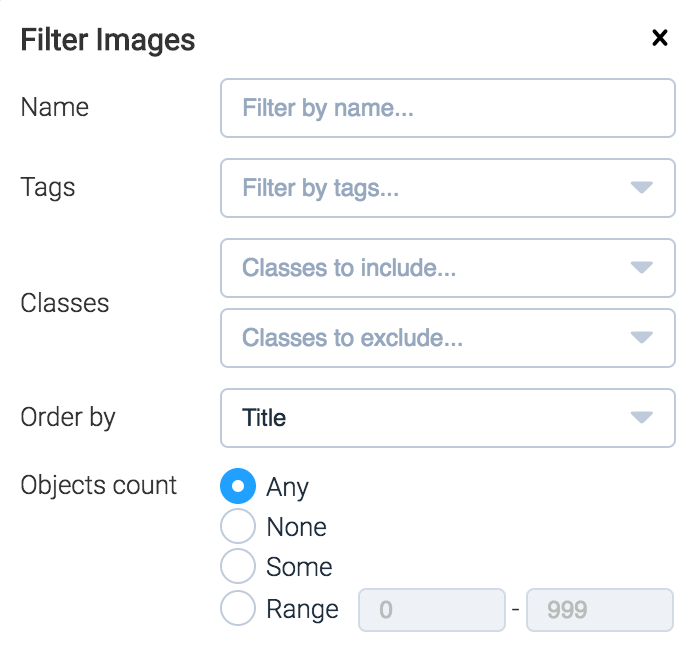 Filter Images ×
Name Filter by name...
Tags Filter by tags...
Classes to include...
Classes
Classes to exclude...
Order by Title
Objects count Any
None
Some
Range 0 - 999